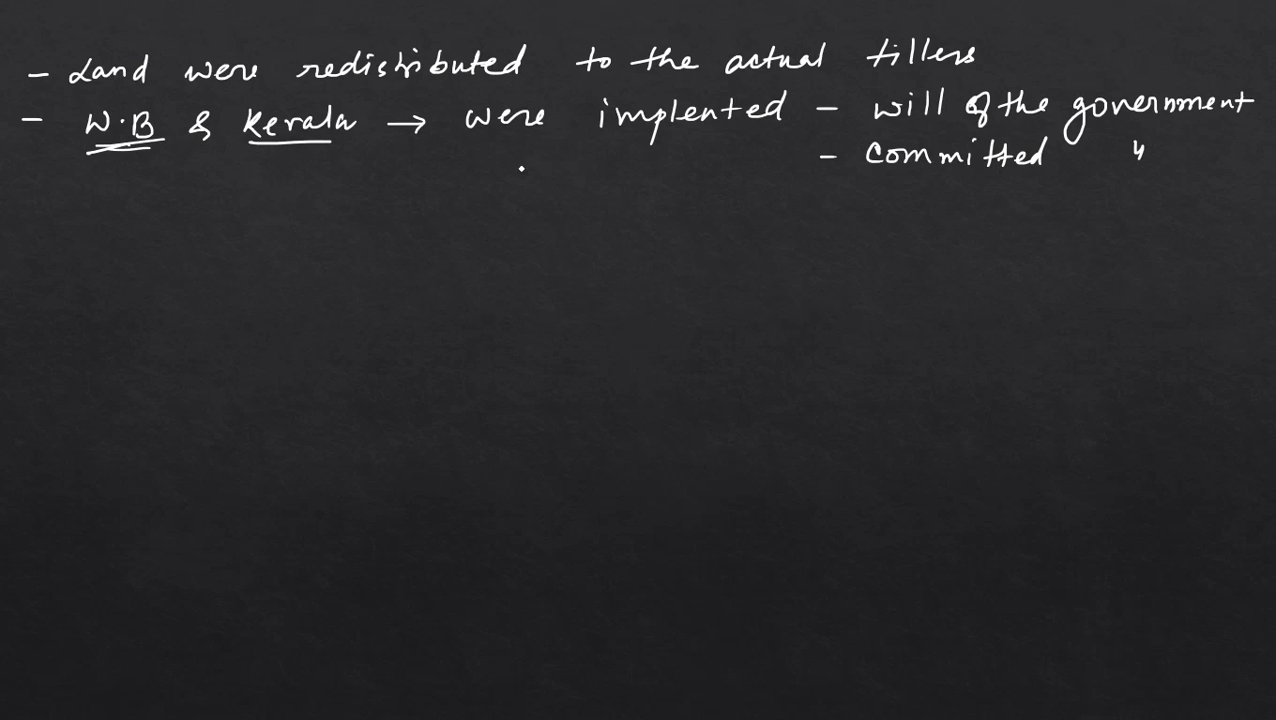 - Land were redistributed to the actual tillers
- W.B & Kerala → were implented - will of the government
- committed "